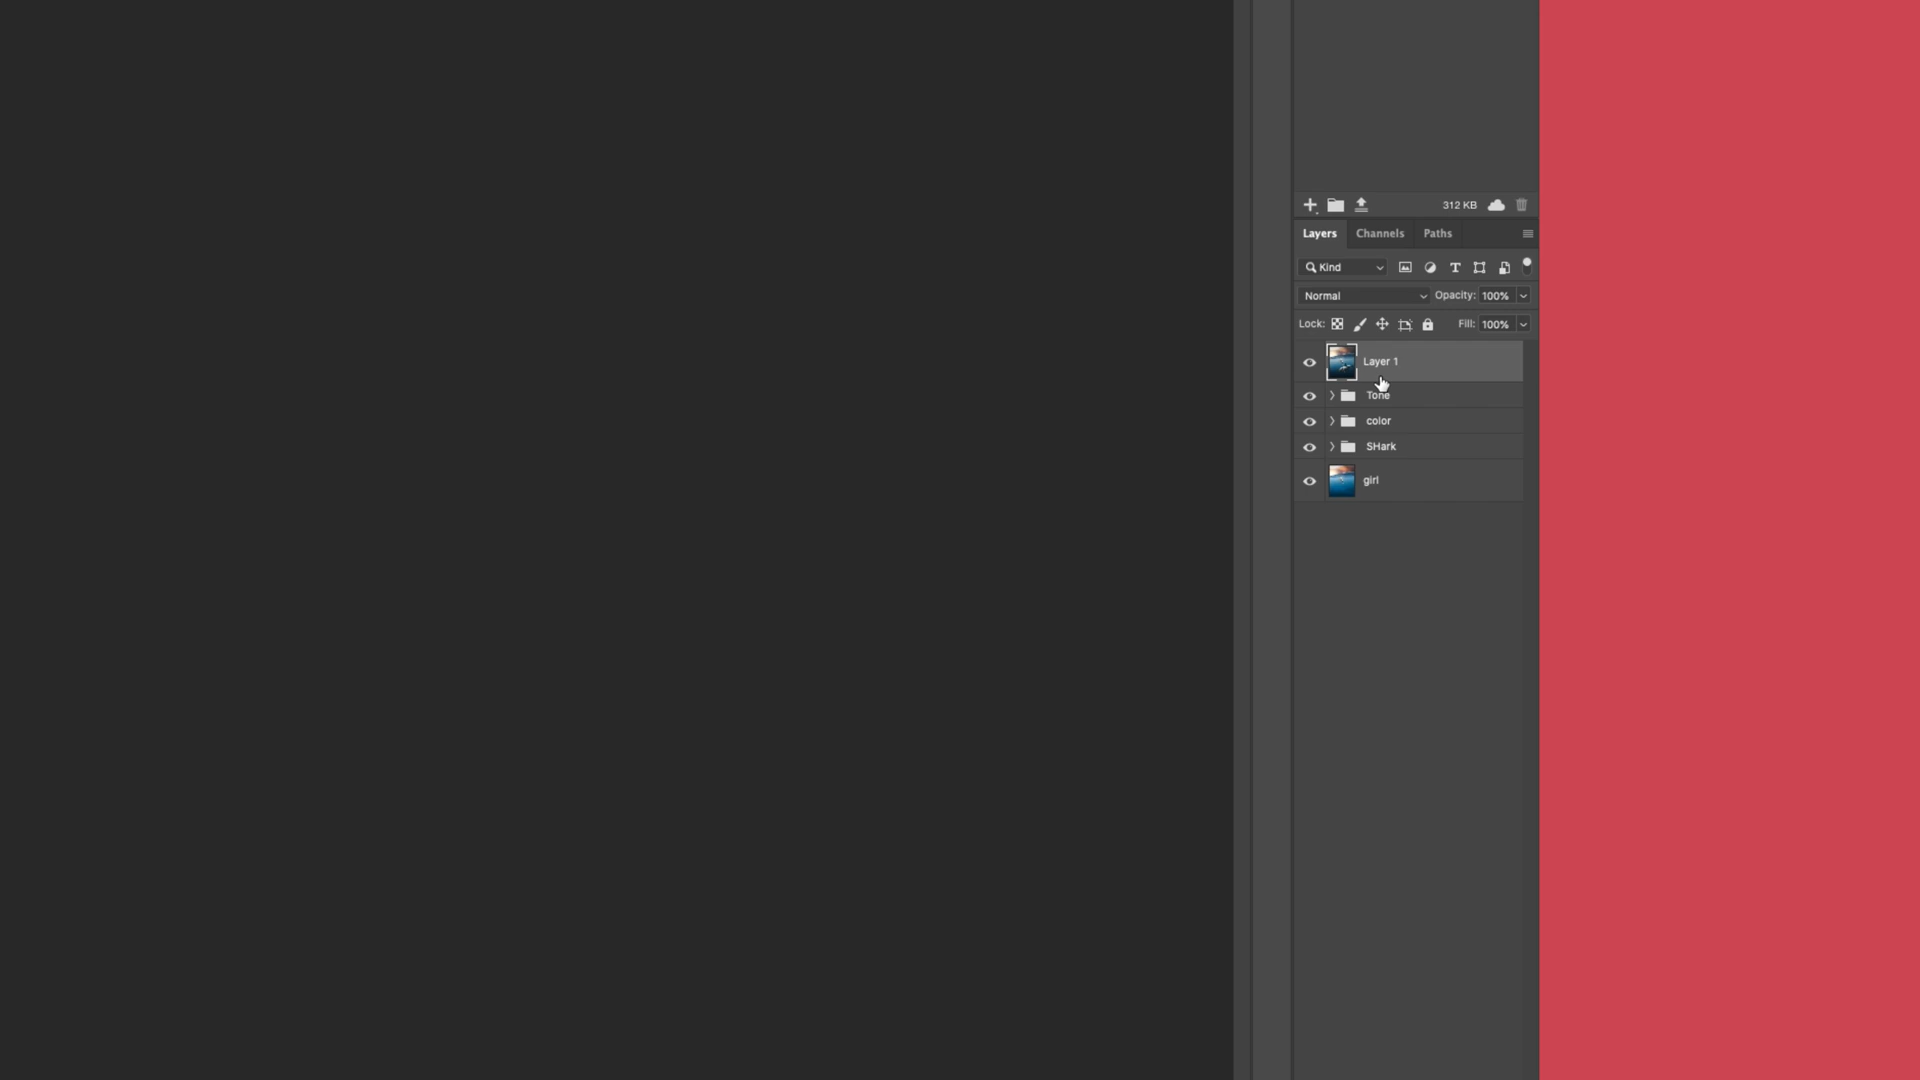 312 KB
Layers Channels Paths
Kind
Normal Opacity: 100%
Lock: Fill: 100%
Layer 1
Tone
color
SHark
girl